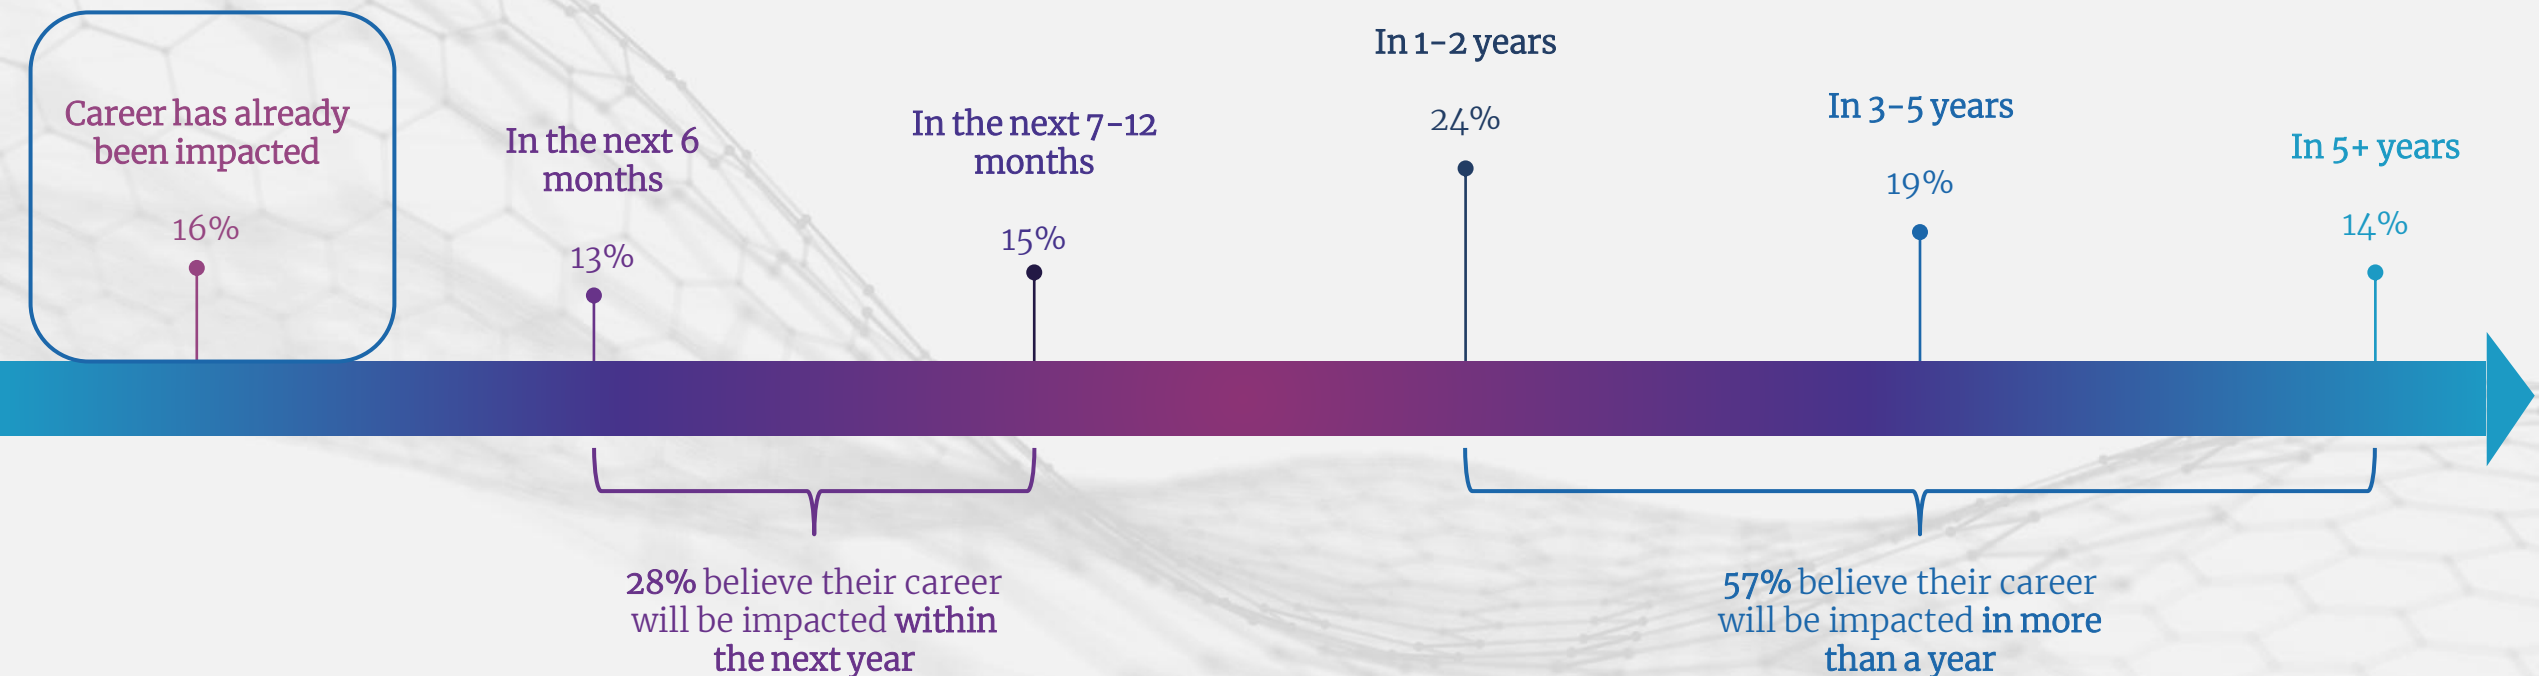 Career has already
been impacted
16%
In the next 6
months
13%
In the next 7-12
months
15%
In 1-2 years
24%
In 3-5 years
19%
In 5+ years
14%
28% believe their career
will be impacted within
the next year
57% believe their career
will be impacted in more
than a year